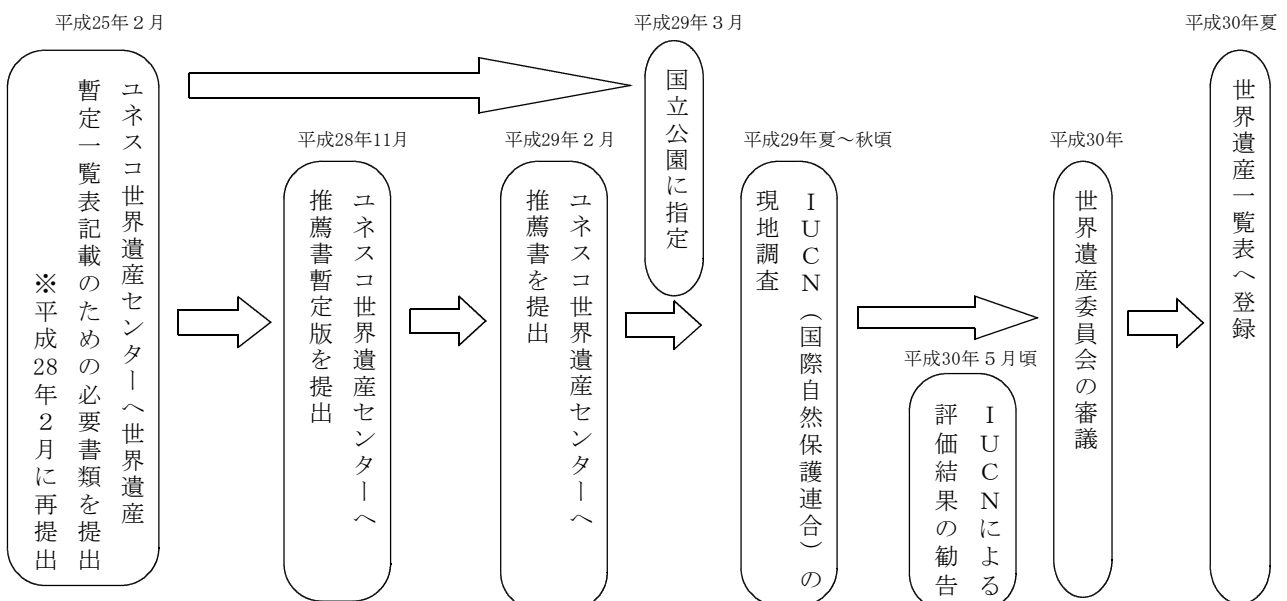 平成25年2月
ユネスコ世界遺産センターへ世界遺産
暫定一覧表記載のための必要書類を提出
※平成28年2月に再提出
平成28年11月
ユネスコ世界遺産センターへ
推薦書暫定版を提出
平成29年2月
ユネスコ世界遺産センターへ
推薦書を提出
平成29年3月
国立公園に指定
平成29年夏～秋頃
IUCN（国際自然保護連合）の
現地調査
平成30年5月頃
IUCNによる
評価結果の勧告
平成30年
世界遺産委員会の審議
平成30年夏
世界遺産一覧表へ登録